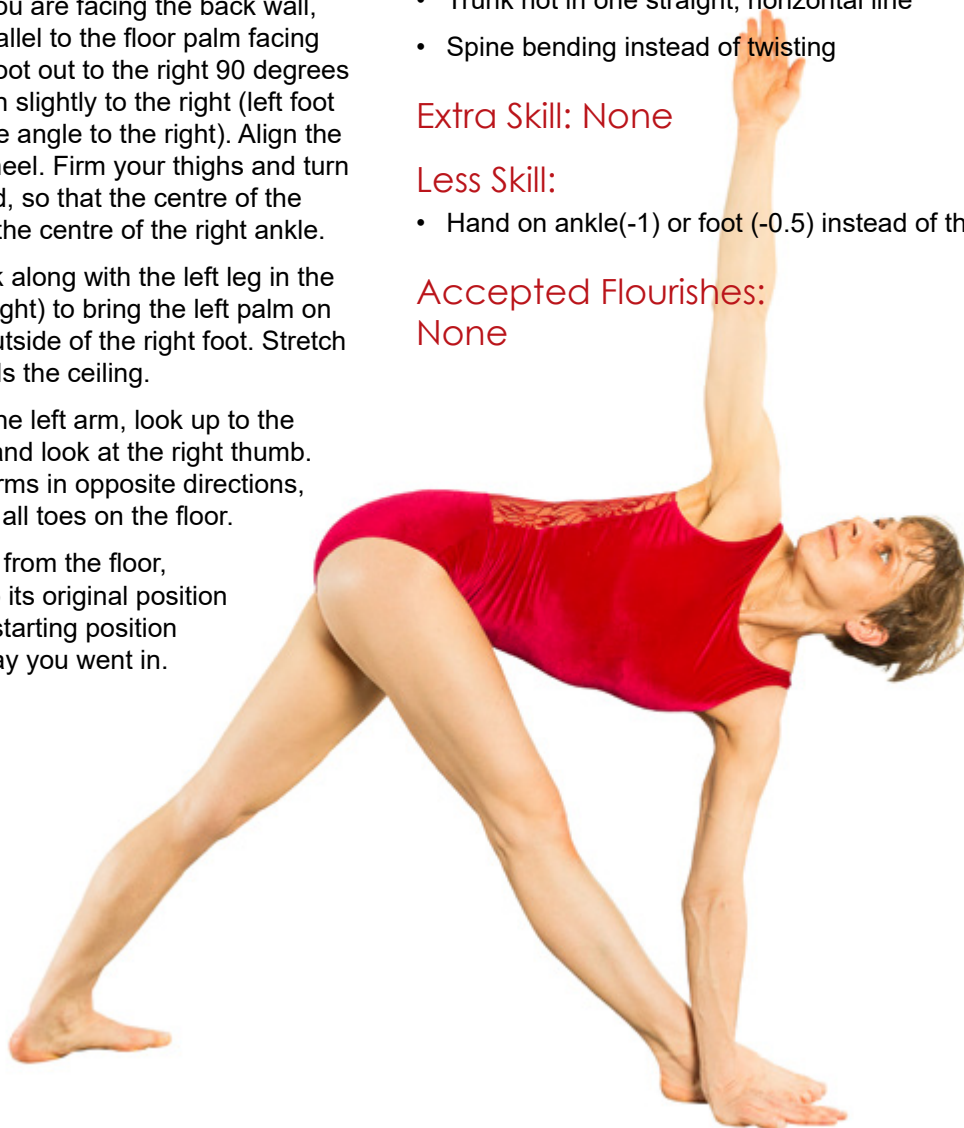 ou are facing the back wall,
allel to the floor palm facing
oot out to the right 90 degrees
n slightly to the right (left foot
e angle to the right). Align the
heel. Firm your thighs and turn
d, so that the centre of the
the centre of the right ankle.
k along with the left leg in the
ght) to bring the left palm on
utside of the right foot. Stretch
ls the ceiling.
he left arm, look up to the
and look at the right thumb.
rms in opposite directions,
all toes on the floor.
from the floor,
its original position
starting position
ay you went in.
• Trunk not in one straight, horizontal line
• Spine bending instead of twisting
Extra Skill: None
Less Skill:
• Hand on ankle(-1) or foot (-0.5) instead of th
Accepted Flourishes:
None